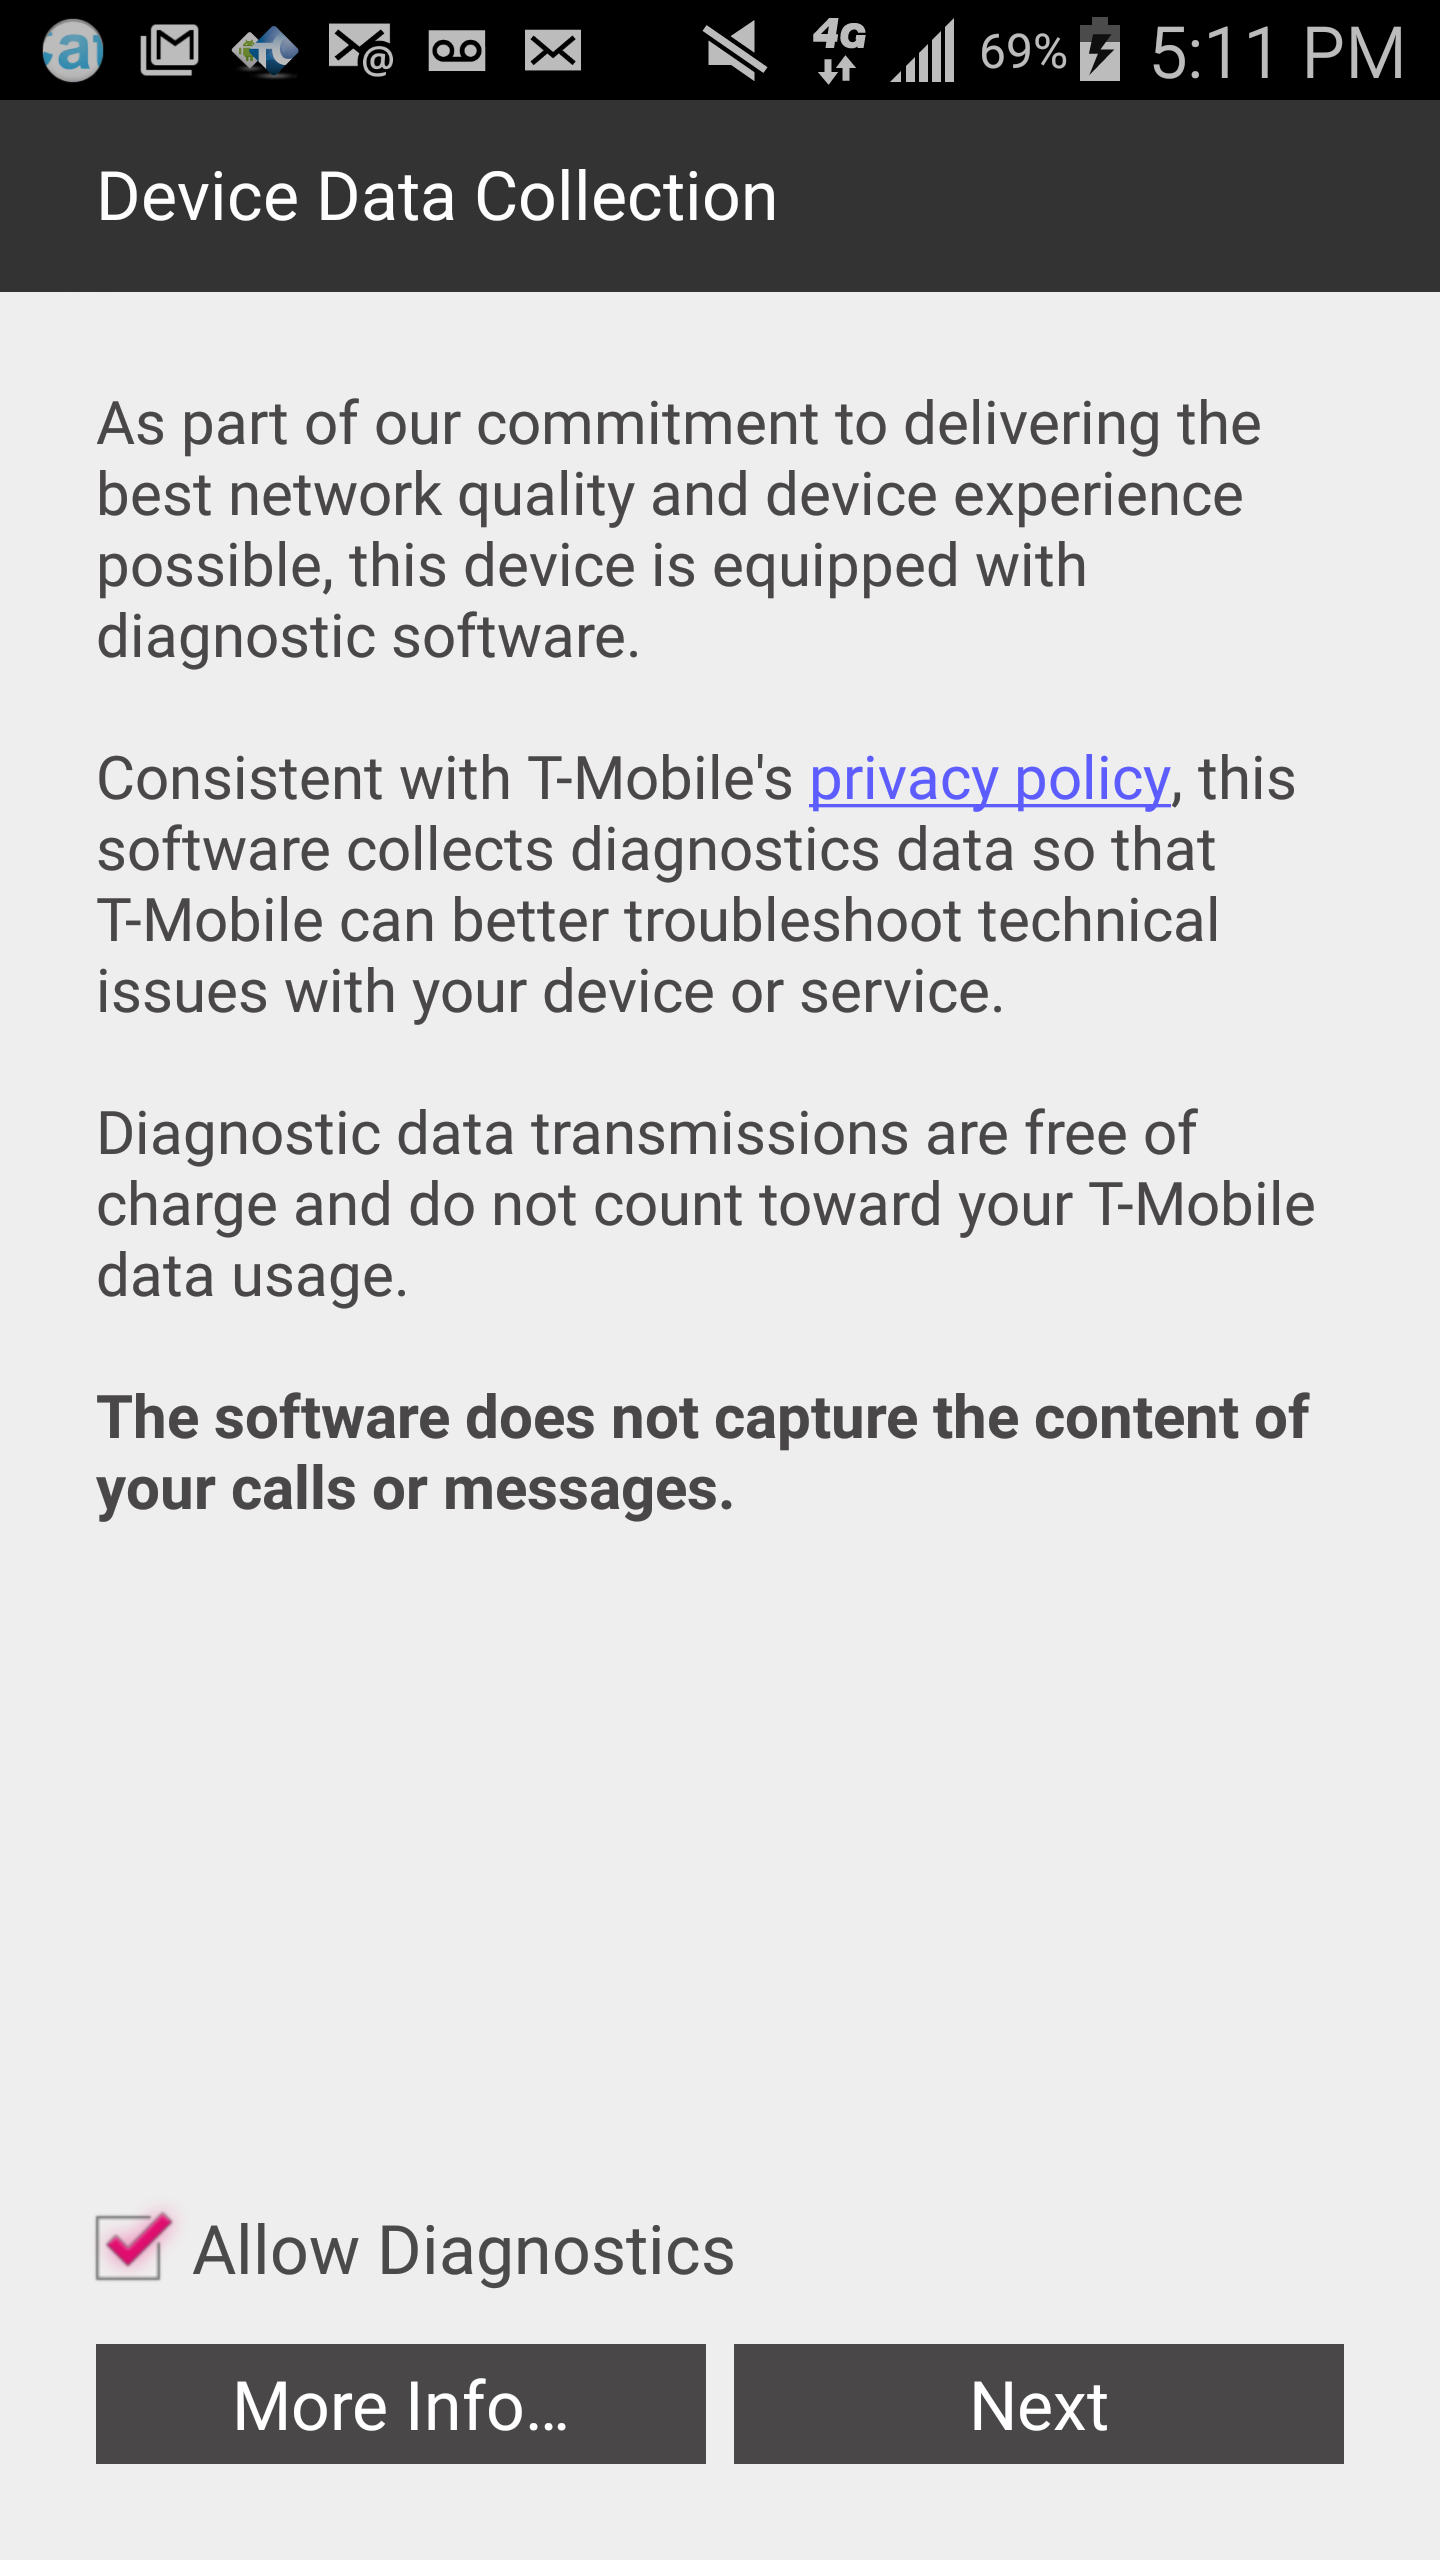 4G 69% 5:11 PM
Device Data Collection
As part of our commitment to delivering the
best network quality and device experience
possible, this device is equipped with
diagnostic software.
Consistent with T-Mobile's privacy policy, this
software collects diagnostics data so that
T-Mobile can better troubleshoot technical
issues with your device or service.
Diagnostic data transmissions are free of
charge and do not count toward your T-Mobile
data usage.
The software does not capture the content of
your calls or messages.
Allow Diagnostics
More Info... Next